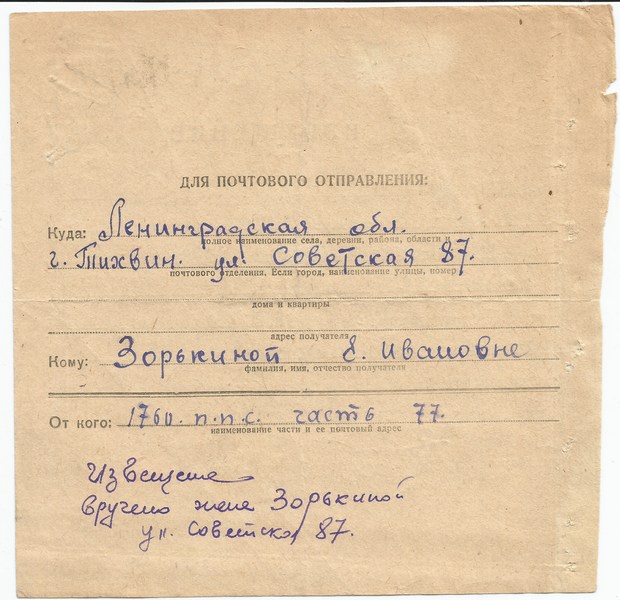 ДЛЯ ПОЧТОВОГО ОТПРАВЛЕНИЯ:
Куда: Ленинградская обл.
полное наименование села, деревни, района, области и
г. Тихвин. ул. Советская 87.
почтового отделения. Если город, наименование улицы, номер
дома и квартиры
адрес получателя
Кому: Зорькиной Е. Ивановне
фамилия, имя, отчество получателя
От кого: 1760. п.п.с. часть 77.
наименование части и ее почтовый адрес
Извещение
вручено жене Зорькиной
ул. Советская 87.